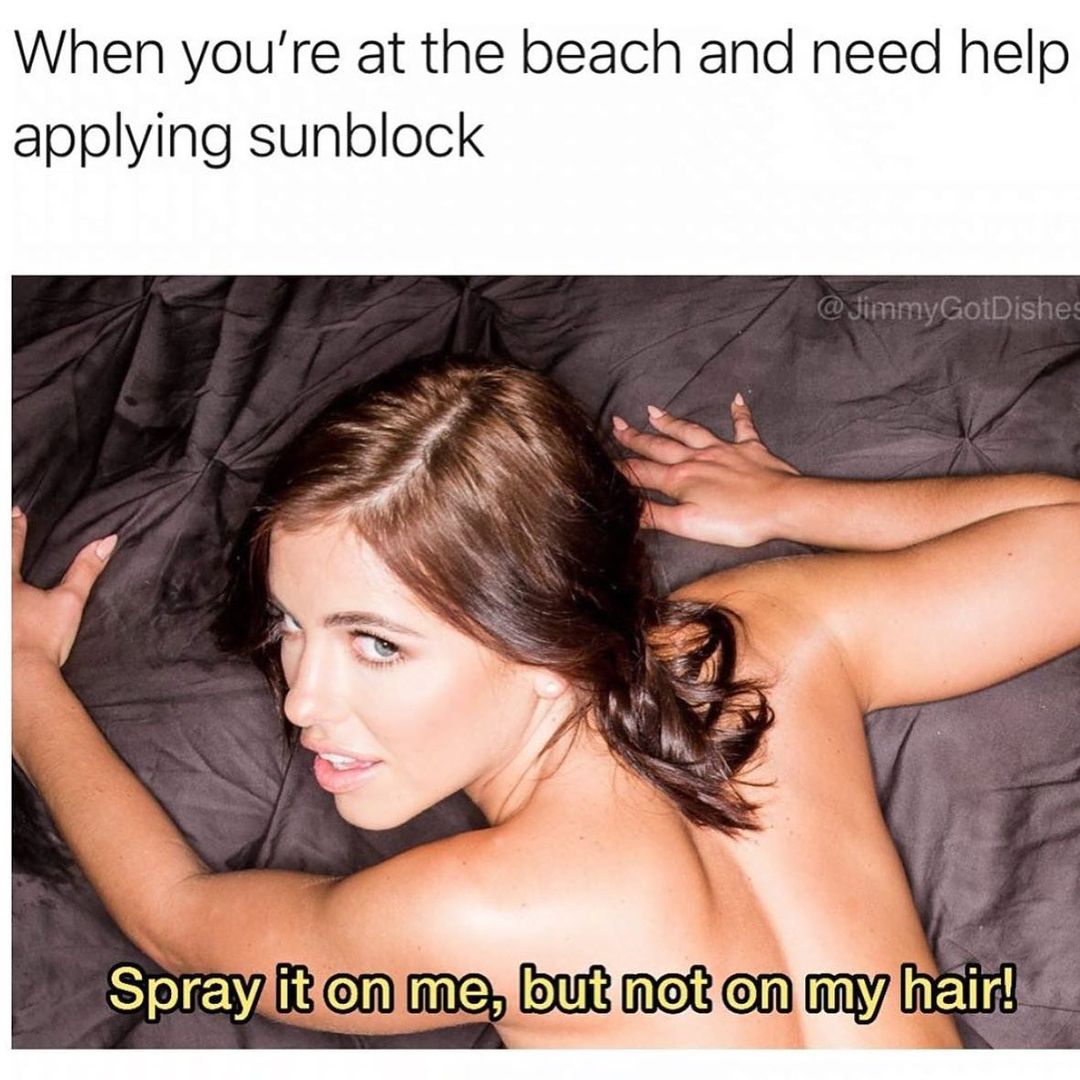 When you're at the beach and need help
applying sunblock
@JimmyGotDishes
Spray it on me, but not on my hair!